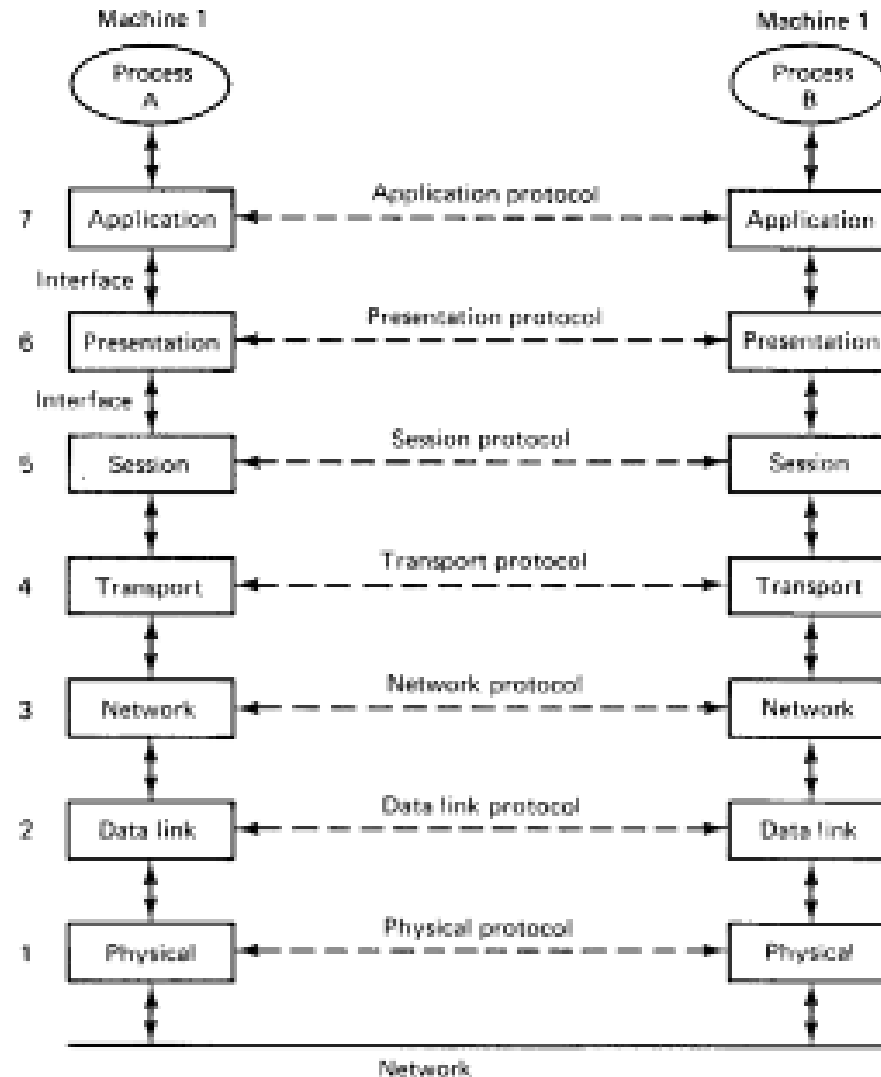 Machine 1 Machine 1
Process A Process B
Application protocol
7 Application Application
Interface
Presentation protocol
6 Presentation Presentation
Interface
Session protocol
5 Session Session
Transport protocol
4 Transport Transport
Network protocol
3 Network Network
Data link protocol
2 Data link Data link
Physical protocol
1 Physical Physical
Network